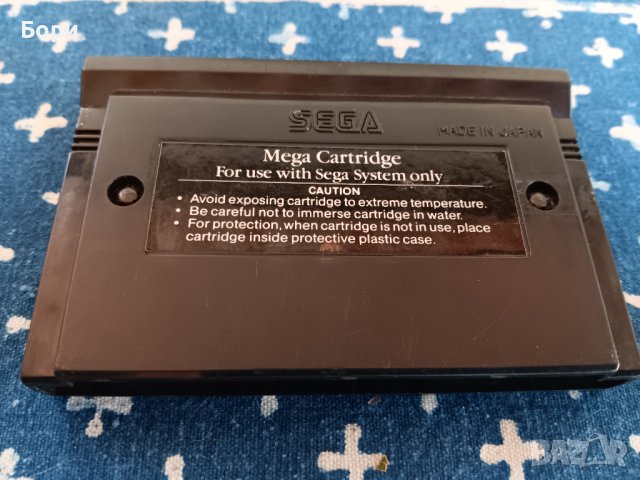 Бори
SEGA
MADE IN JAPAN
Mega Cartridge
For use with Sega System only
CAUTION
• Avoid exposing cartridge to extreme temperature.
• Be careful not to immerse cartridge in water.
• For protection, when cartridge is not in use, place
cartridge inside protective plastic case.
BAZAR